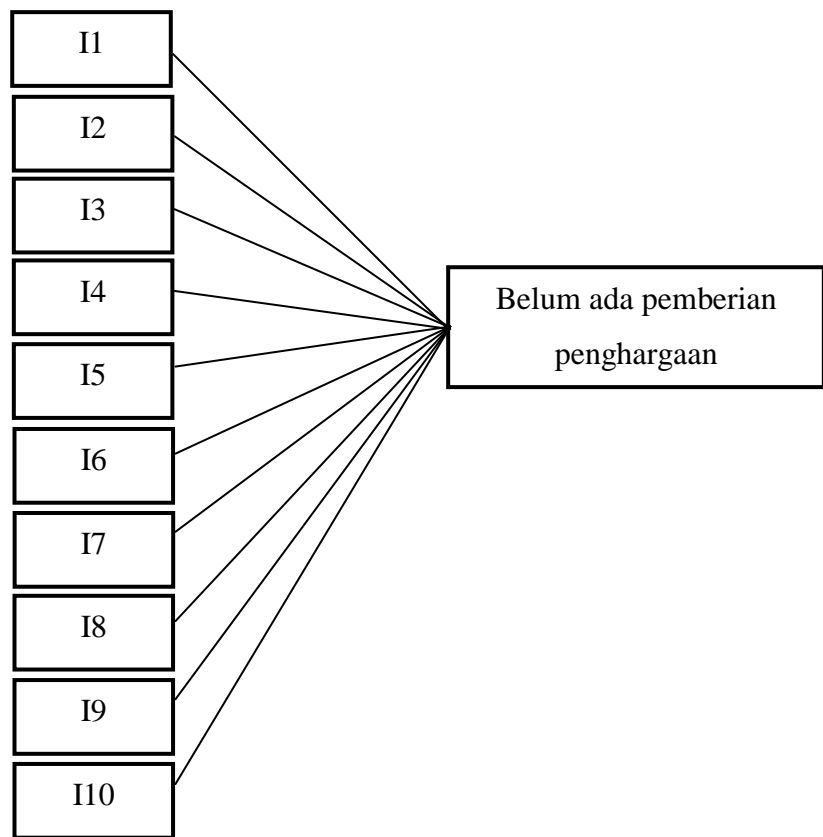 I1
I2
I3
I4
I5
I6
I7
I8
I9
I10
Belum ada pemberian
penghargaan